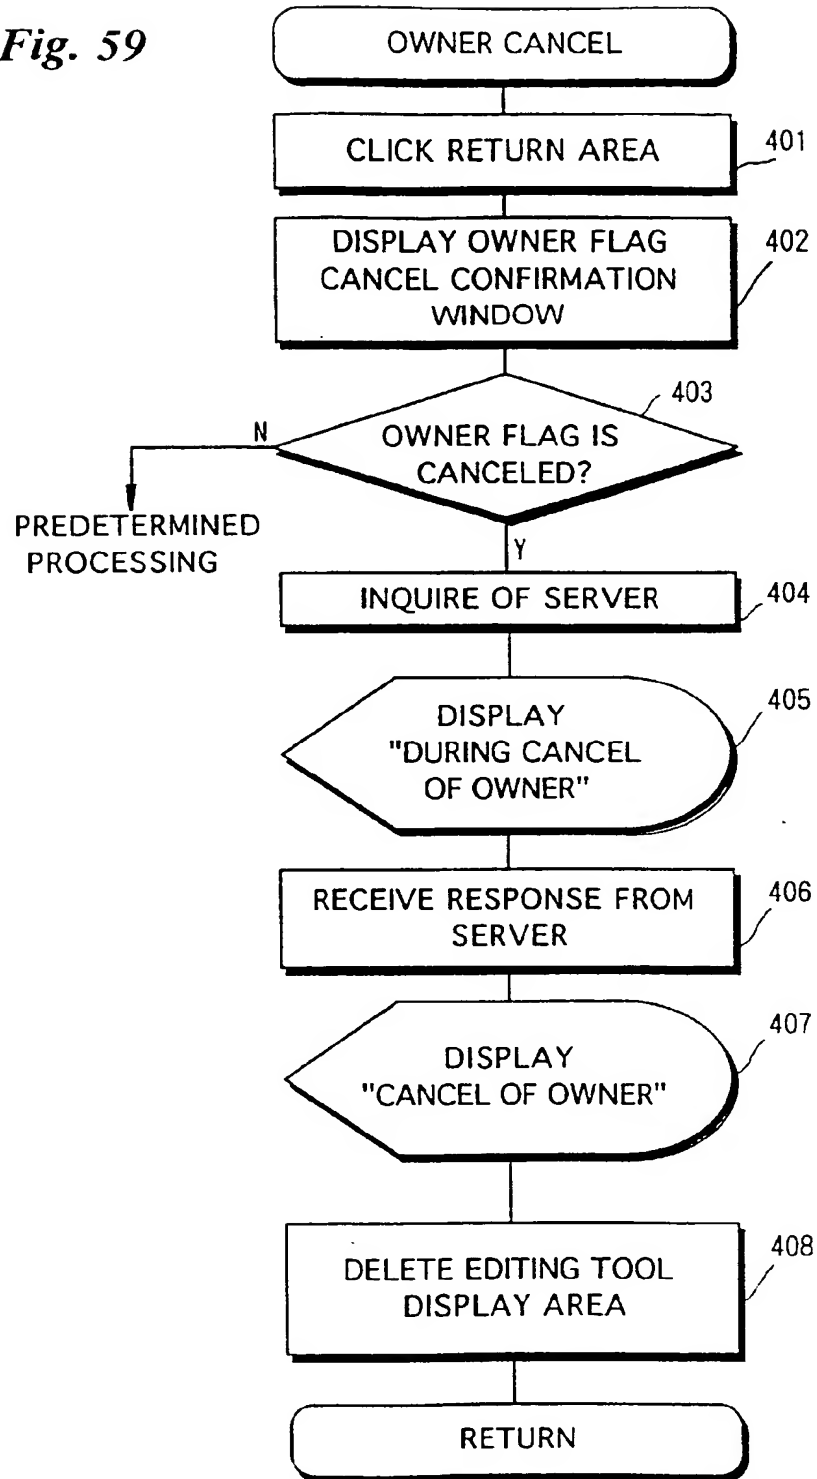 Fig. 59
OWNER CANCEL
CLICK RETURN AREA
401
DISPLAY OWNER FLAG
CANCEL CONFIRMATION
WINDOW
402
403
OWNER FLAG IS
CANCELED?
N
PREDETERMINED
PROCESSING
Y
INQUIRE OF SERVER
404
DISPLAY
"DURING CANCEL
OF OWNER"
405
RECEIVE RESPONSE FROM
SERVER
406
DISPLAY
"CANCEL OF OWNER"
407
DELETE EDITING TOOL
DISPLAY AREA
408
RETURN